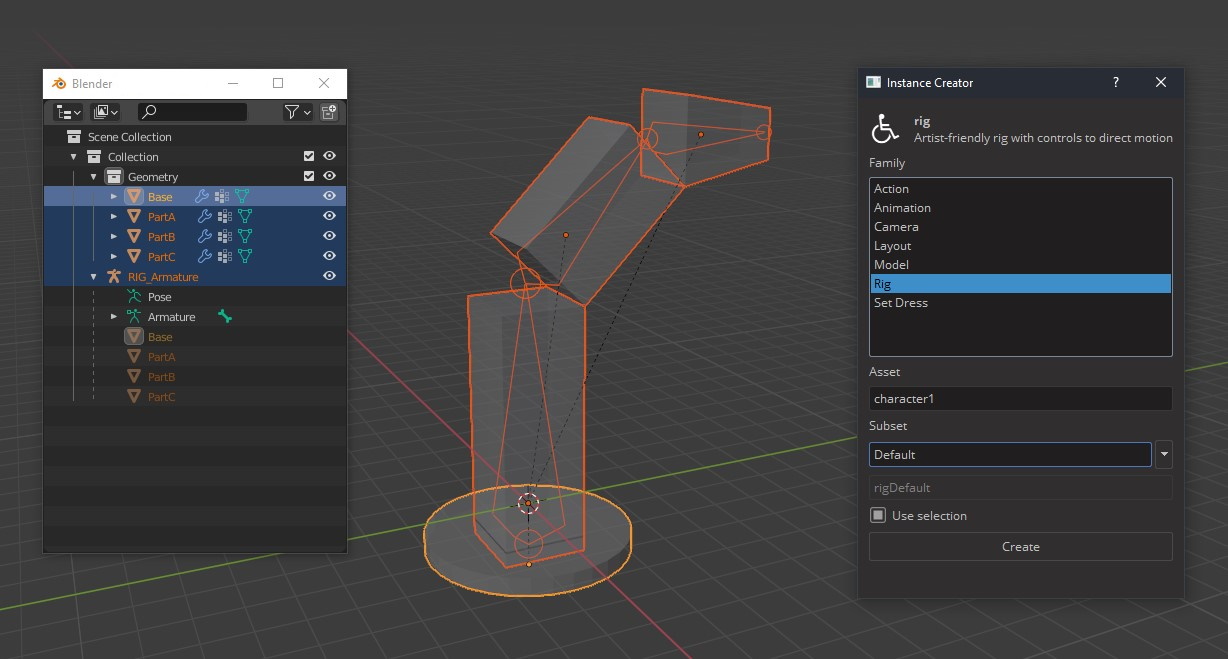 Blender
Scene Collection
Collection
Geometry
Base
PartA
PartB
PartC
RIG_Armature
Pose
Armature
Base
PartA
PartB
PartC
Instance Creator
?
rig
Artist-friendly rig with controls to direct motion
Family
Action
Animation
Camera
Layout
Model
Rig
Set Dress
Asset
character1
Subset
Default
rigDefault
Use selection
Create